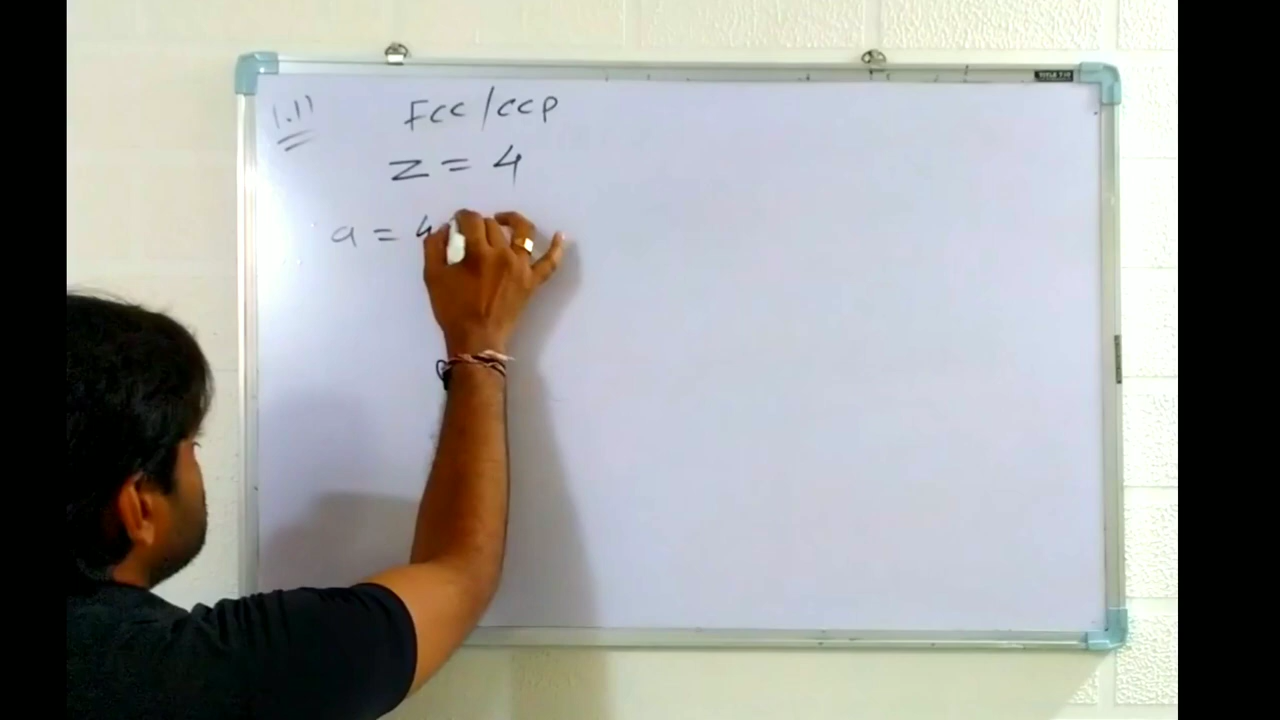 1.11 FCC/CCP
Z = 4
a = 4